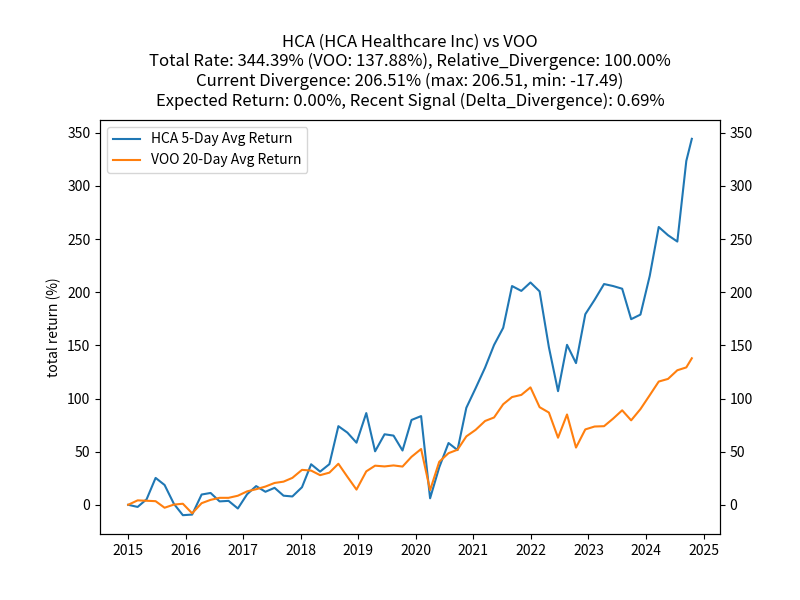 HCA (HCA Healthcare Inc) vs VOO
Total Rate: 344.39% (VOO: 137.88%), Relative_Divergence: 100.00%
Current Divergence: 206.51% (max: 206.51, min: -17.49)
Expected Return: 0.00%, Recent Signal (Delta_Divergence): 0.69%
HCA 5-Day Avg Return
VOO 20-Day Avg Return
total return (%)
350
300
250
200
150
100
50
0
350
300
250
200
150
100
50
0
2015 2016 2017 2018 2019 2020 2021 2022 2023 2024 2025